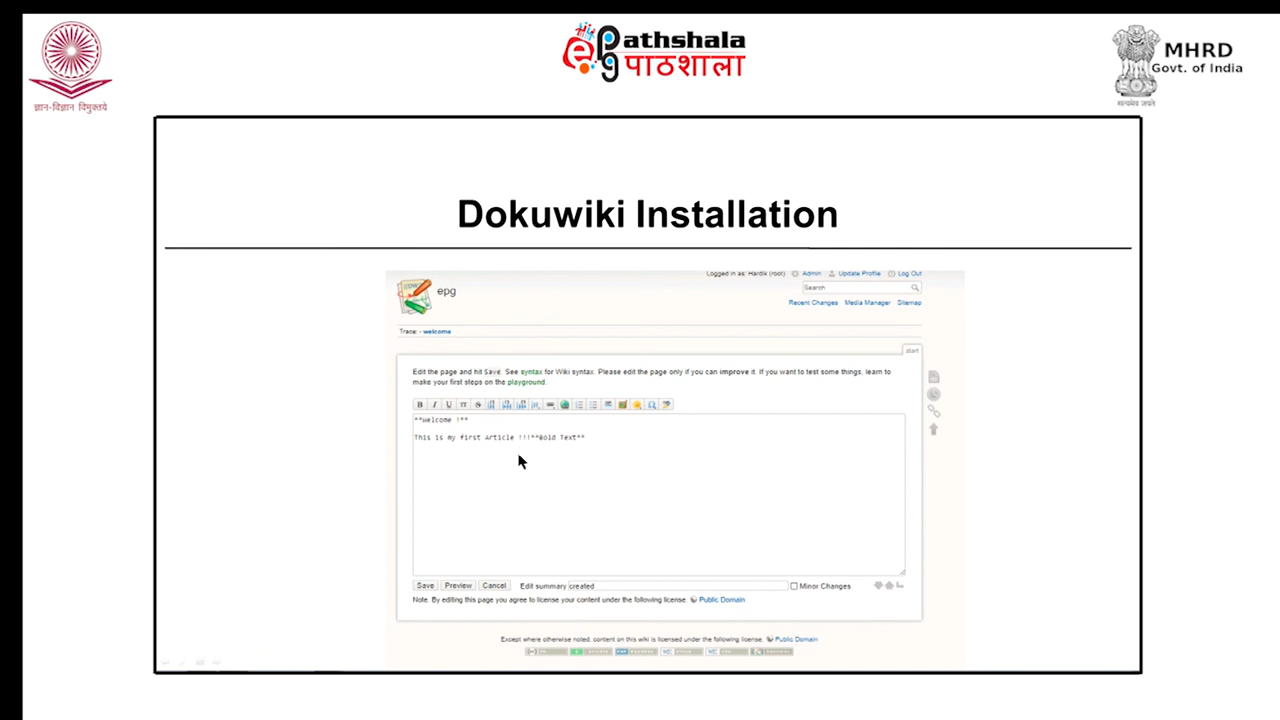 ज्ञान-विज्ञान विमुक्तये
ePG Pathshala
पाठशाला
MHRD
Govt. of India
सत्यमेव जयते
Dokuwiki Installation
Logged in as: Hardik (root) Admin Update Profile Log Out
epg
Search
Recent Changes Media Manager Sitemap
Trace: · welcome
start
Edit the page and hit Save. See syntax for Wiki syntax. Please edit the page only if you can improve it. If you want to test some things, learn to
make your first steps on the playground.
B I U TT S
**Welcome !**
This is my first Article !!!**Bold Text**
Save Preview Cancel Edit summary created Minor Changes
Note: By editing this page you agree to license your content under the following license: Public Domain
Except where otherwise noted, content on this wiki is licensed under the following license: Public Domain